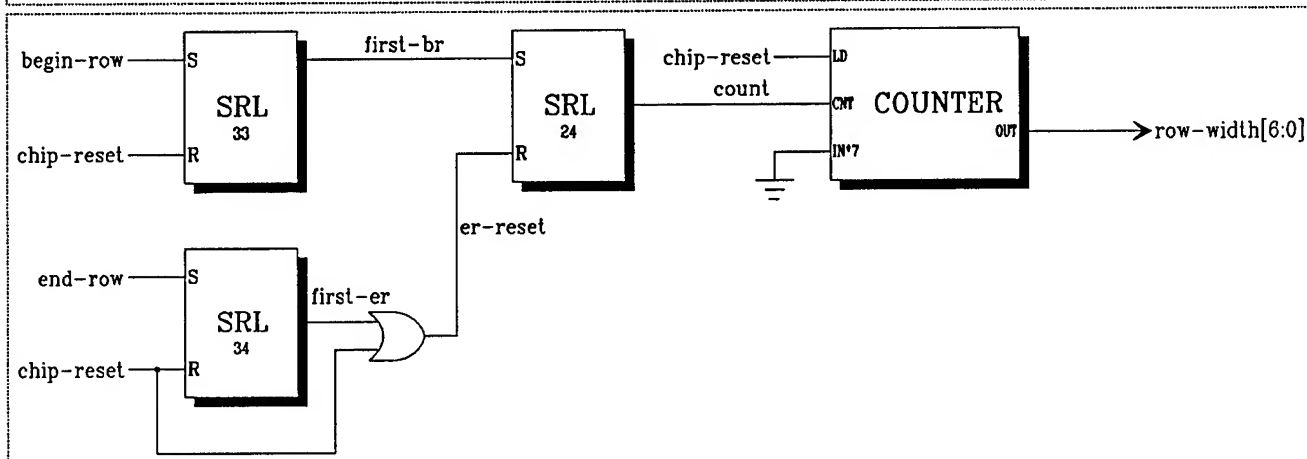 begin-row
S
SRL
33
chip-reset
R
first-br
S
SRL
24
R
chip-reset
LD
count
CNT
COUNTER
OUT
IN*7
row-width[6:0]
er-reset
end-row
S
SRL
34
first-er
chip-reset
R